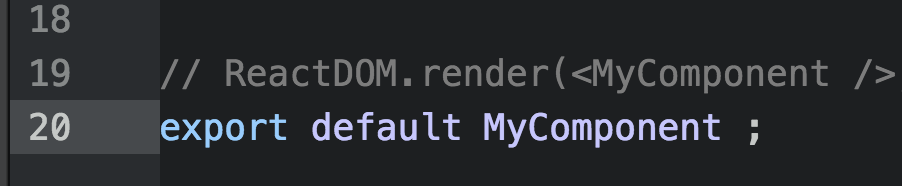 18
19 // ReactDOM.render(<MyComponent />
20 export default MyComponent ;